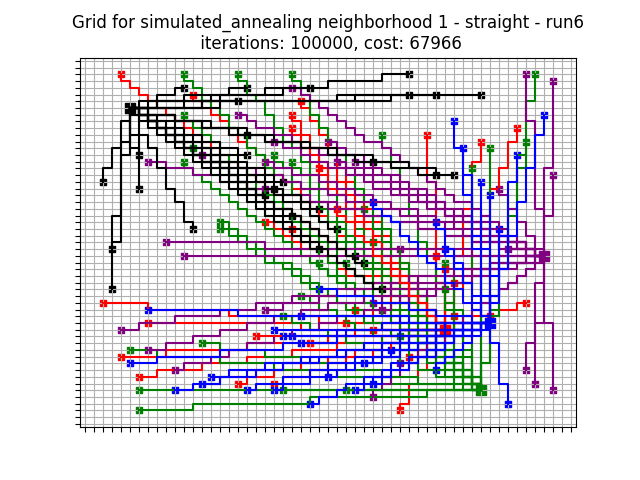 Grid for simulated_annealing neighborhood 1 - straight - run6
iterations: 100000, cost: 67966